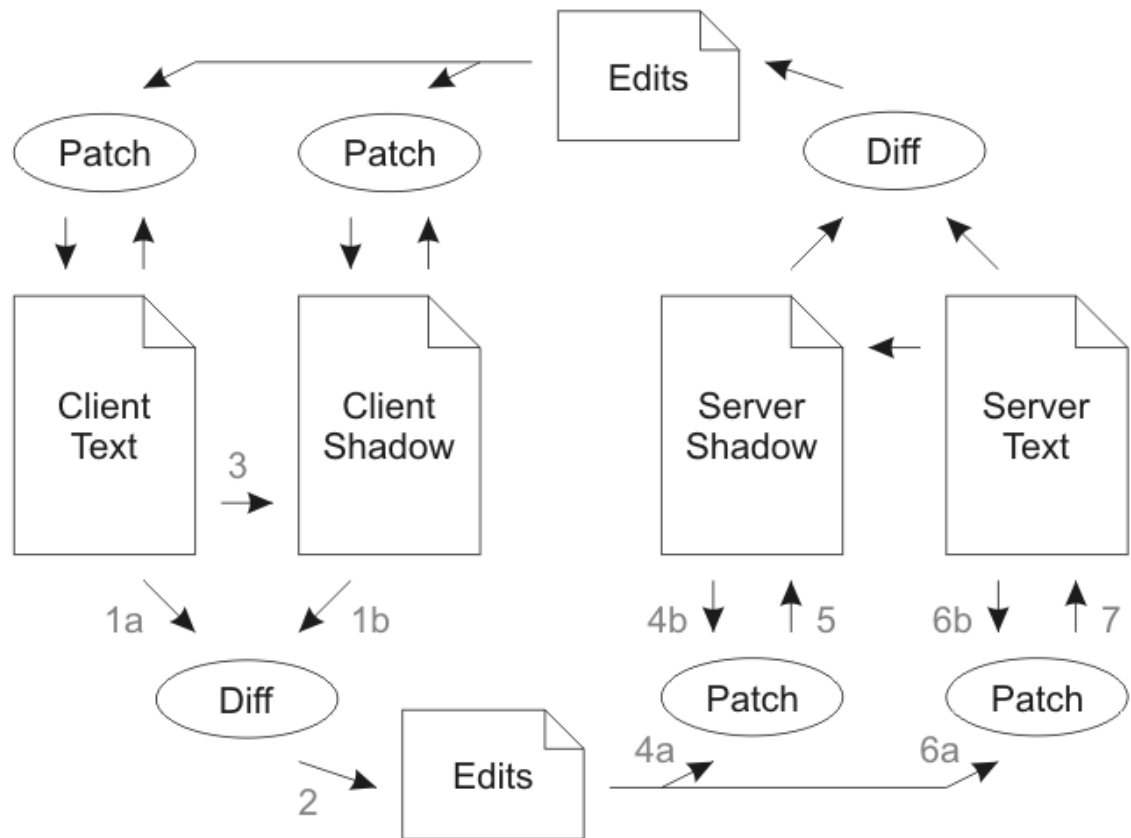 Edits
Patch
Patch
Diff
Client
Text
Client
Shadow
Server
Shadow
Server
Text
3
1a
1b
4b
5
6b
7
Diff
Patch
Patch
2
Edits
4a
6a